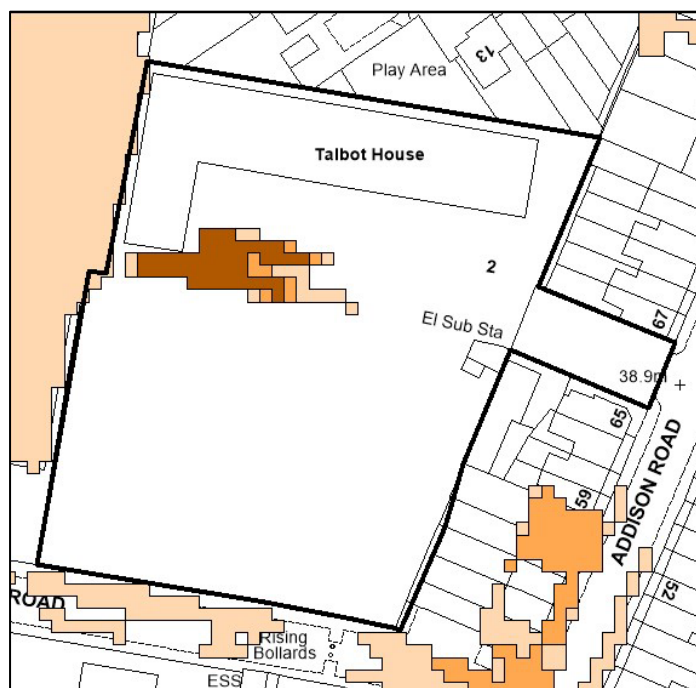 13
Play Area
Talbot House
2
El Sub Sta
67
38.9m
65
59
ADDISON ROAD
52
ROAD
Rising
Bollards
ESS